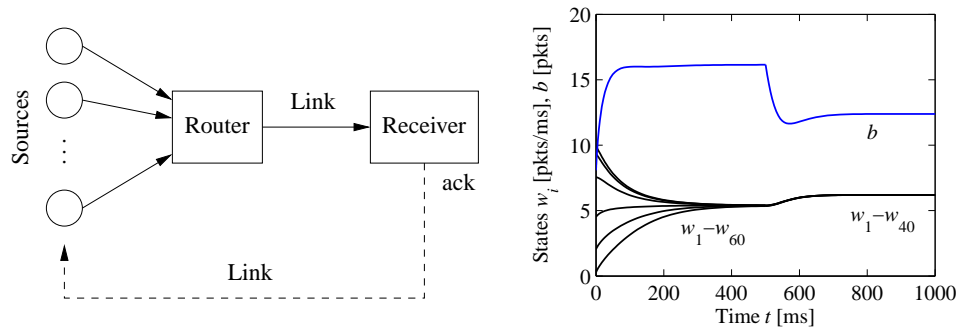 Sources
...
Router
Link
Receiver
ack
Link
States w_i [pkts/ms], b [pkts]
20
15
10
5
0
b
w_1–w_60
w_1–w_40
0
200
400
600
800
1000
Time t [ms]